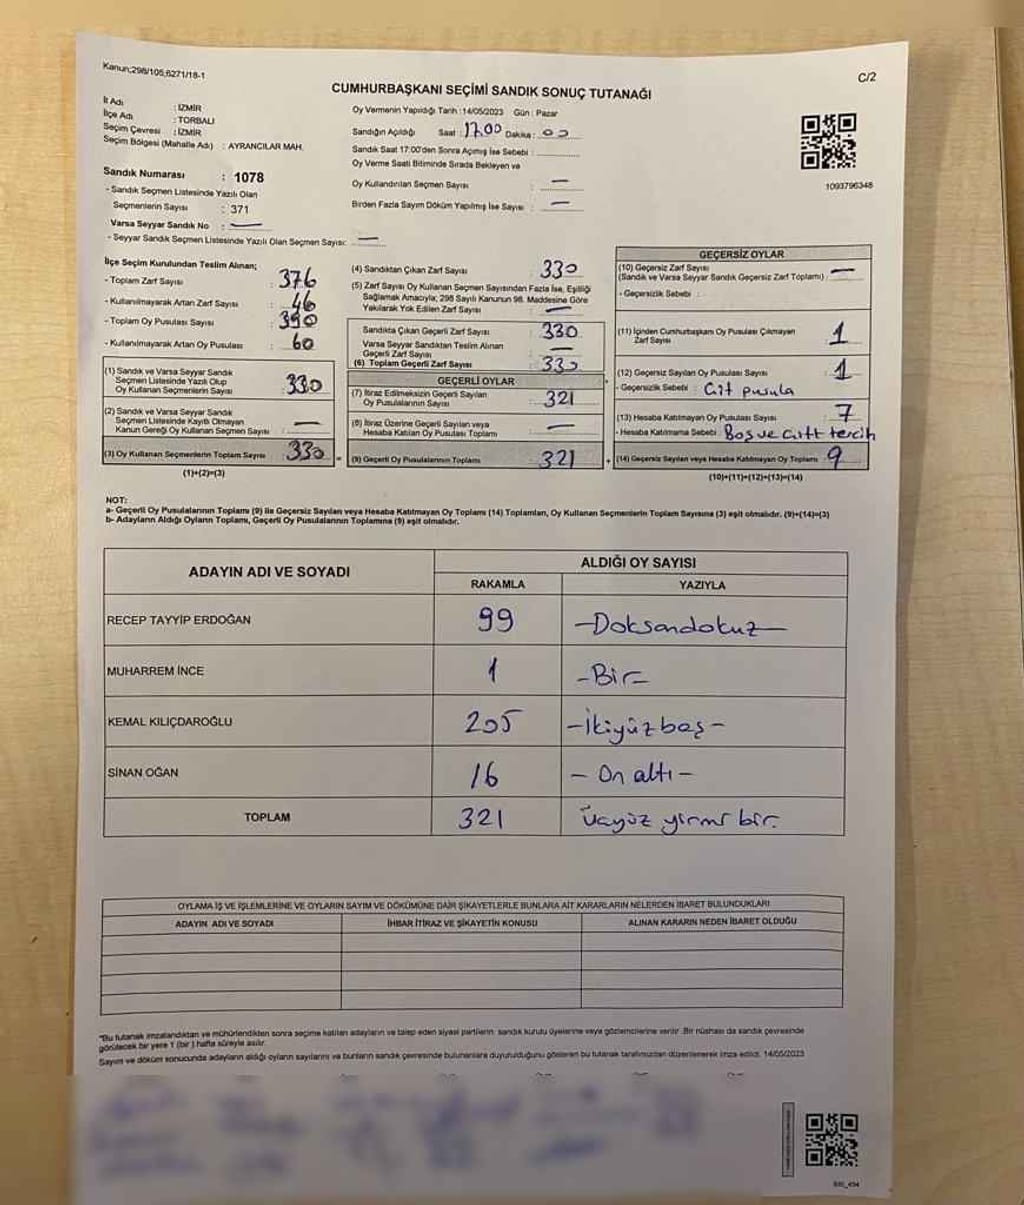 Kanun;298/105,6271/18-1
C/2
CUMHURBAŞKANI SEÇİMİ SANDIK SONUÇ TUTANAĞI
İl Adı : İZMİR
İlçe Adı : TORBALI
Seçim Çevresi : İZMİR
Seçim Bölgesi (Mahalle Adı) : AYRANCILAR MAH.
Sandık Numarası : 1078
- Sandık Seçmen Listesinde Yazılı Olan
Seçmenlerin Sayısı : 371
Varsa Seyyar Sandık No : —
- Seyyar Sandık Seçmen Listesinde Yazılı Olan Seçmen Sayısı: —
Oy Vermenin Yapıldığı Tarih :14/05/2023 Gün : Pazar
Sandığın Açıldığı Saat : 17.00 Dakika : 00
Sandık Saat 17:00'den Sonra Açılmış İse Sebebi :
Oy Verme Saati Bitiminde Sırada Bekleyen ve
Oy Kullandırılan Seçmen Sayısı : —
Birden Fazla Sayım Döküm Yapılmış İse Sayısı : —
1093796348
İlçe Seçim Kurulundan Teslim Alınan;
- Toplam Zarf Sayısı : 376
- Kullanılmayarak Artan Zarf Sayısı : 46
- Toplam Oy Pusulası Sayısı : 390
- Kullanılmayarak Artan Oy Pusulası : 60
(1) Sandık ve Varsa Seyyar Sandık
Seçmen Listesinde Yazılı Olup
Oy Kullanan Seçmenlerin Sayısı : 330
(2) Sandık ve Varsa Seyyar Sandık
Seçmen Listesinde Kayıtlı Olmayan
Kanun Gereği Oy Kullanan Seçmen Sayısı : —
(3) Oy Kullanan Seçmenlerin Toplam Sayısı : 330
(1)+(2)=(3)
(4) Sandıktan Çıkan Zarf Sayısı : 330
(5) Zarf Sayısı Oy Kullanan Seçmen Sayısından Fazla İse, Eşitliği
Sağlamak Amacıyla; 298 Sayılı Kanunun 98. Maddesine Göre
Yakılarak Yok Edilen Zarf Sayısı : —
Sandıkta Çıkan Geçerli Zarf Sayısı : 330
Varsa Seyyar Sandıktan Teslim Alınan
Geçerli Zarf Sayısı : —
(6) Toplam Geçerli Zarf Sayısı : 330
GEÇERLİ OYLAR
(7) İtiraz Edilmeksizin Geçerli Sayılan
Oy Pusulalarının Sayısı : 321
(8) İtiraz Üzerine Geçerli Sayılan veya
Hesaba Katılan Oy Pusulaları Toplamı : —
(9) Geçerli Oy Pusulalarının Toplamı : 321
GEÇERSİZ OYLAR
(10) Geçersiz Zarf Sayısı
(Sandık ve Varsa Seyyar Sandık Geçersiz Zarf Toplamı) : —
- Geçersizlik Sebebi :
(11) İçinden Cumhurbaşkanı Oy Pusulası Çıkmayan
Zarf Sayısı : 1
(12) Geçersiz Sayılan Oy Pusulası Sayısı : 1
- Geçersizlik Sebebi : Cift pusula
(13) Hesaba Katılmayan Oy Pusulası Sayısı : 7
- Hesaba Katılmama Sebebi : Boş ve cift tercih
(14) Geçersiz Sayılan veya Hesaba Katılmayan Oy Toplamı : 9
(10)+(11)+(12)+(13)=(14)
NOT:
a- Geçerli Oy Pusulalarının Toplamı (9) ile Geçersiz Sayılan veya Hesaba Katılmayan Oy Toplamı (14) Toplamları, Oy Kullanan Seçmenlerin Toplam Sayısına (3) eşit olmalıdır. (9)+(14)=(3)
b- Adayların Aldığı Oyların Toplamı, Geçerli Oy Pusulalarının Toplamına (9) eşit olmalıdır.
ADAYIN ADI VE SOYADI
ALDIĞI OY SAYISI
RAKAMLA YAZIYLA
RECEP TAYYİP ERDOĞAN 99 -Doksandokuz-
MUHARREM İNCE 1 -Bir-
KEMAL KILIÇDAROĞLU 205 -İkiyüzbeş-
SİNAN OĞAN 16 - On altı -
TOPLAM 321 Üçyüz yirmi bir.
OYLAMA İŞ VE İŞLEMLERİNE VE OYLARIN SAYIM VE DÖKÜMÜNE DAİR ŞİKAYETLERLE BUNLARA AİT KARARLARIN NELERDEN İBARET BULUNDUKLARI
ADAYIN ADI VE SOYADI İHBAR İTİRAZ VE ŞİKAYETİN KONUSU ALINAN KARARIN NEDEN İBARET OLDUĞU
*Bu tutanak imzalandıktan ve mühürlendikten sonra seçime katılan adayların ve talep eden siyasi partilerin sandık kurulu üyelerine veya gözlemcilerine verilir. Bir nüshası da sandık çevresinde
görülecek bir yere 1 (bir) hafta süreyle asılır.
Sayım ve döküm sonucunda adayların aldığı oyların sayılarını ve bunların sandık çevresinde bulunanlara duyurulduğunu gösteren bu tutanak tarafımızdan düzenlenerek imza edildi. 14/05/2023